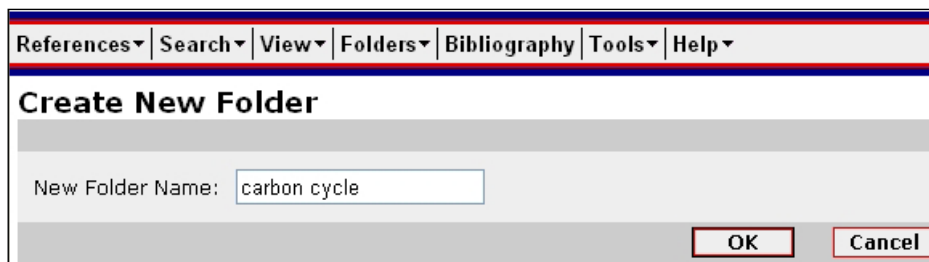 References▾ Search▾ View▾ Folders▾ Bibliography Tools▾ Help▾
Create New Folder
New Folder Name: carbon cycle
OK Cancel